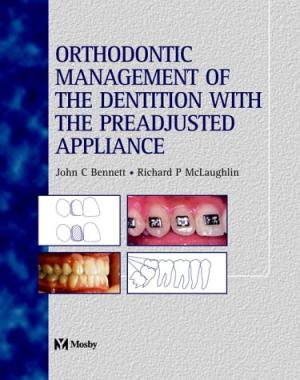 ORTHODONTIC
MANAGEMENT OF
THE DENTITION WITH
THE PREADJUSTED
APPLIANCE
John C Bennett • Richard P McLaughlin
M Mosby